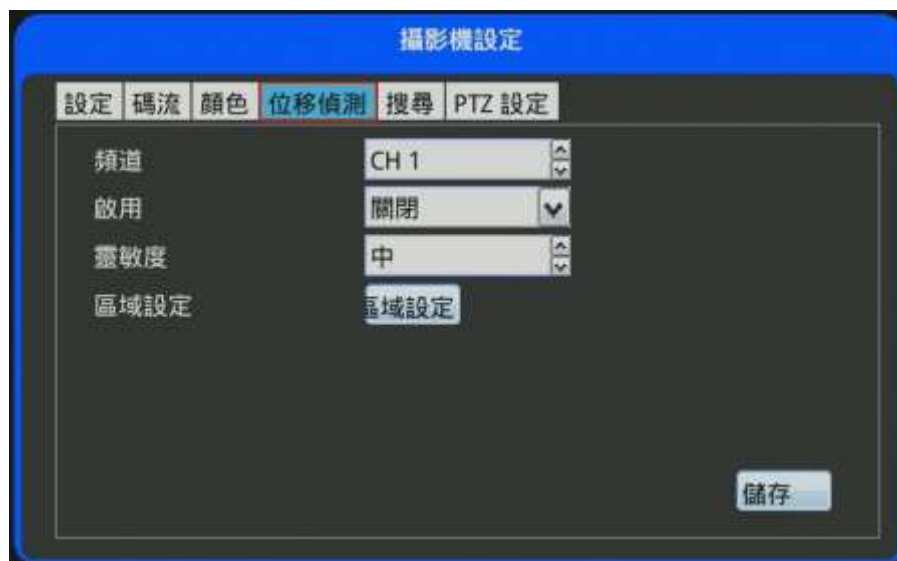 攝影機設定
設定 碼流 顏色 位移偵測 搜尋 PTZ 設定
頻道 CH 1
啟用 關閉
靈敏度 中
區域設定 區域設定
儲存